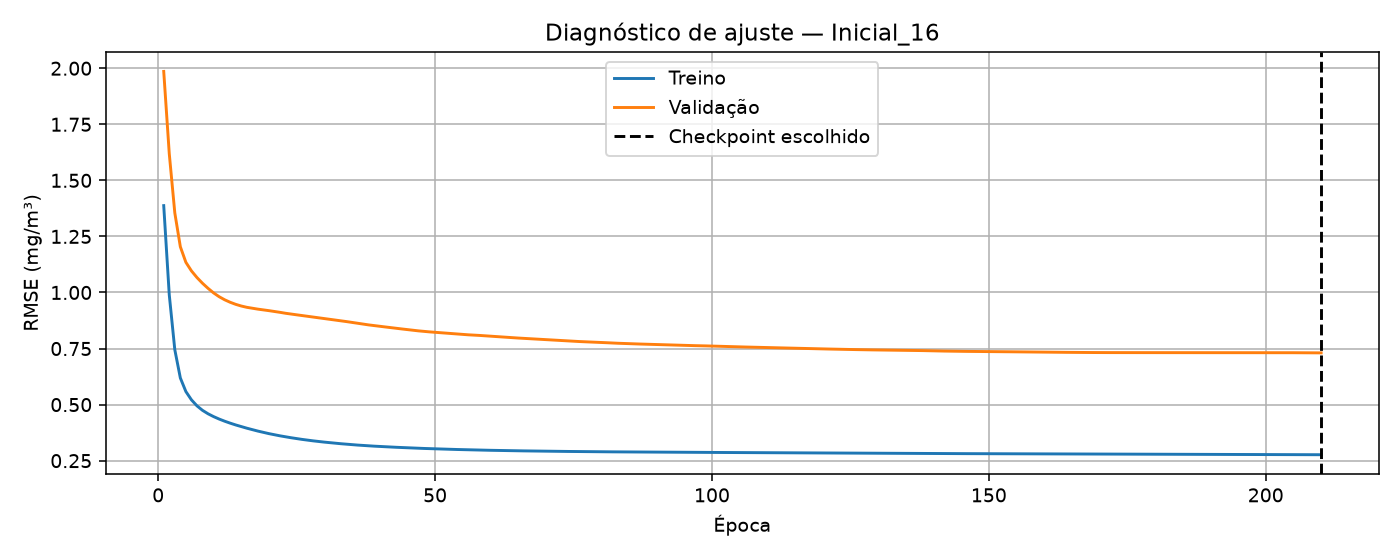 Diagnóstico de ajuste — Inicial_16
Treino
Validação
Checkpoint escolhido
RMSE (mg/m³)
2.00
1.75
1.50
1.25
1.00
0.75
0.50
0.25
0
50
100
150
200
Época